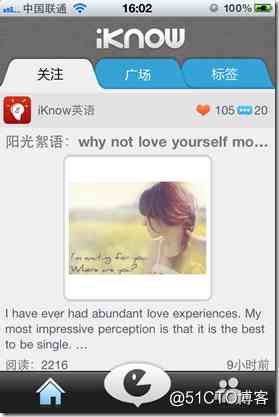 中国联通 16:02 100%
iKNOW
关注 广场 标签
iKnow英语 105 20
阳光絮语：why not love yourself mo...
I'm waiting for you
Where are you?
I have ever had abundant love experiences. My
most impressive perception is that it is the best
to be single. ...
阅读：2216 9小时前
@51CTO博客